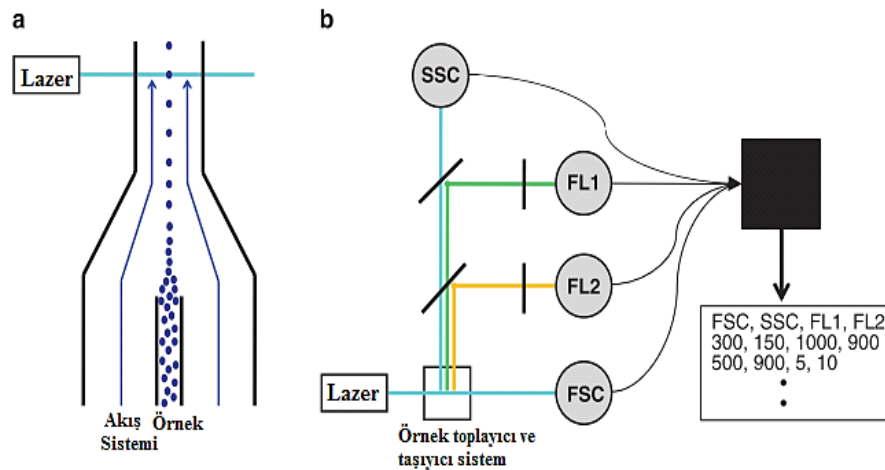 a
Lazer
Akış
Sistemi
Örnek
b
SSC
FL1
FL2
Lazer
FSC
Örnek toplayıcı ve
taşıyıcı sistem
FSC, SSC, FL1, FL2
300, 150, 1000, 900
500, 900, 5, 10